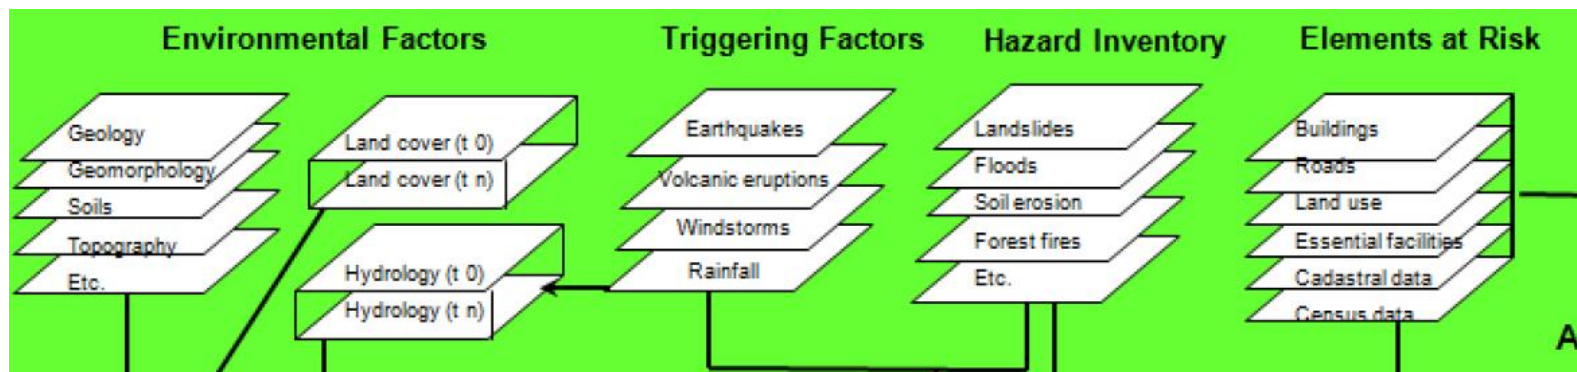 Environmental Factors
Triggering Factors
Hazard Inventory
Elements at Risk
Geology
Geomorphology
Soils
Topography
Etc.
Land cover (t 0)
Land cover (t n)
Hydrology (t 0)
Hydrology (t n)
Earthquakes
Volcanic eruptions
Windstorms
Rainfall
Landslides
Floods
Soil erosion
Forest fires
Etc.
Buildings
Roads
Land use
Essential facilities
Cadastral data
Census data
A